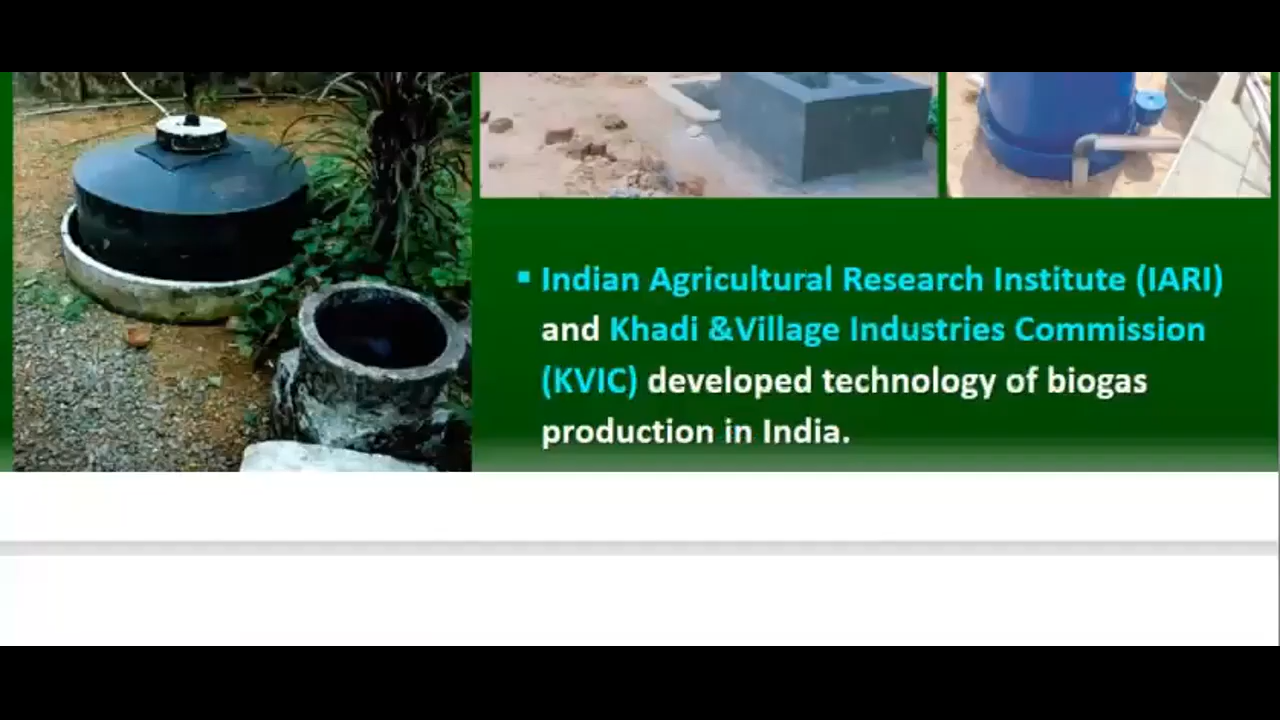 ▪ Indian Agricultural Research Institute (IARI)
and Khadi &Village Industries Commission
(KVIC) developed technology of biogas
production in India.